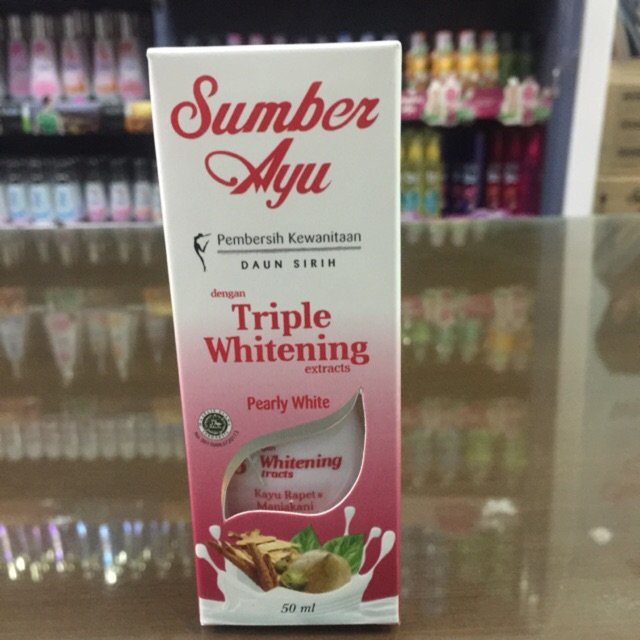 Sumber
Ayu
Pembersih Kewanitaan
DAUN SIRIH
dengan
Triple
Whitening
extracts
Pearly White
Whitening
tracts
Kayu Rapet &
Manjakani
50 ml